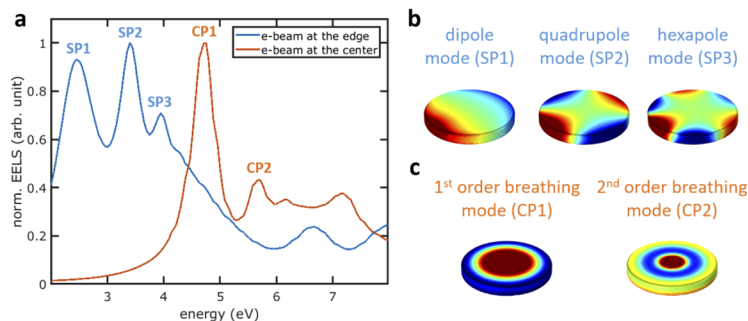 a
SP1
SP2
SP3
CP1
CP2
e-beam at the edge
e-beam at the center
norm. EELS (arb. unit)
1
0.8
0.6
0.4
0.2
0
3
4
5
6
7
energy (eV)
b
dipole
mode (SP1)
quadrupole
mode (SP2)
hexapole
mode (SP3)
c
1st order breathing
mode (CP1)
2nd order breathing
mode (CP2)